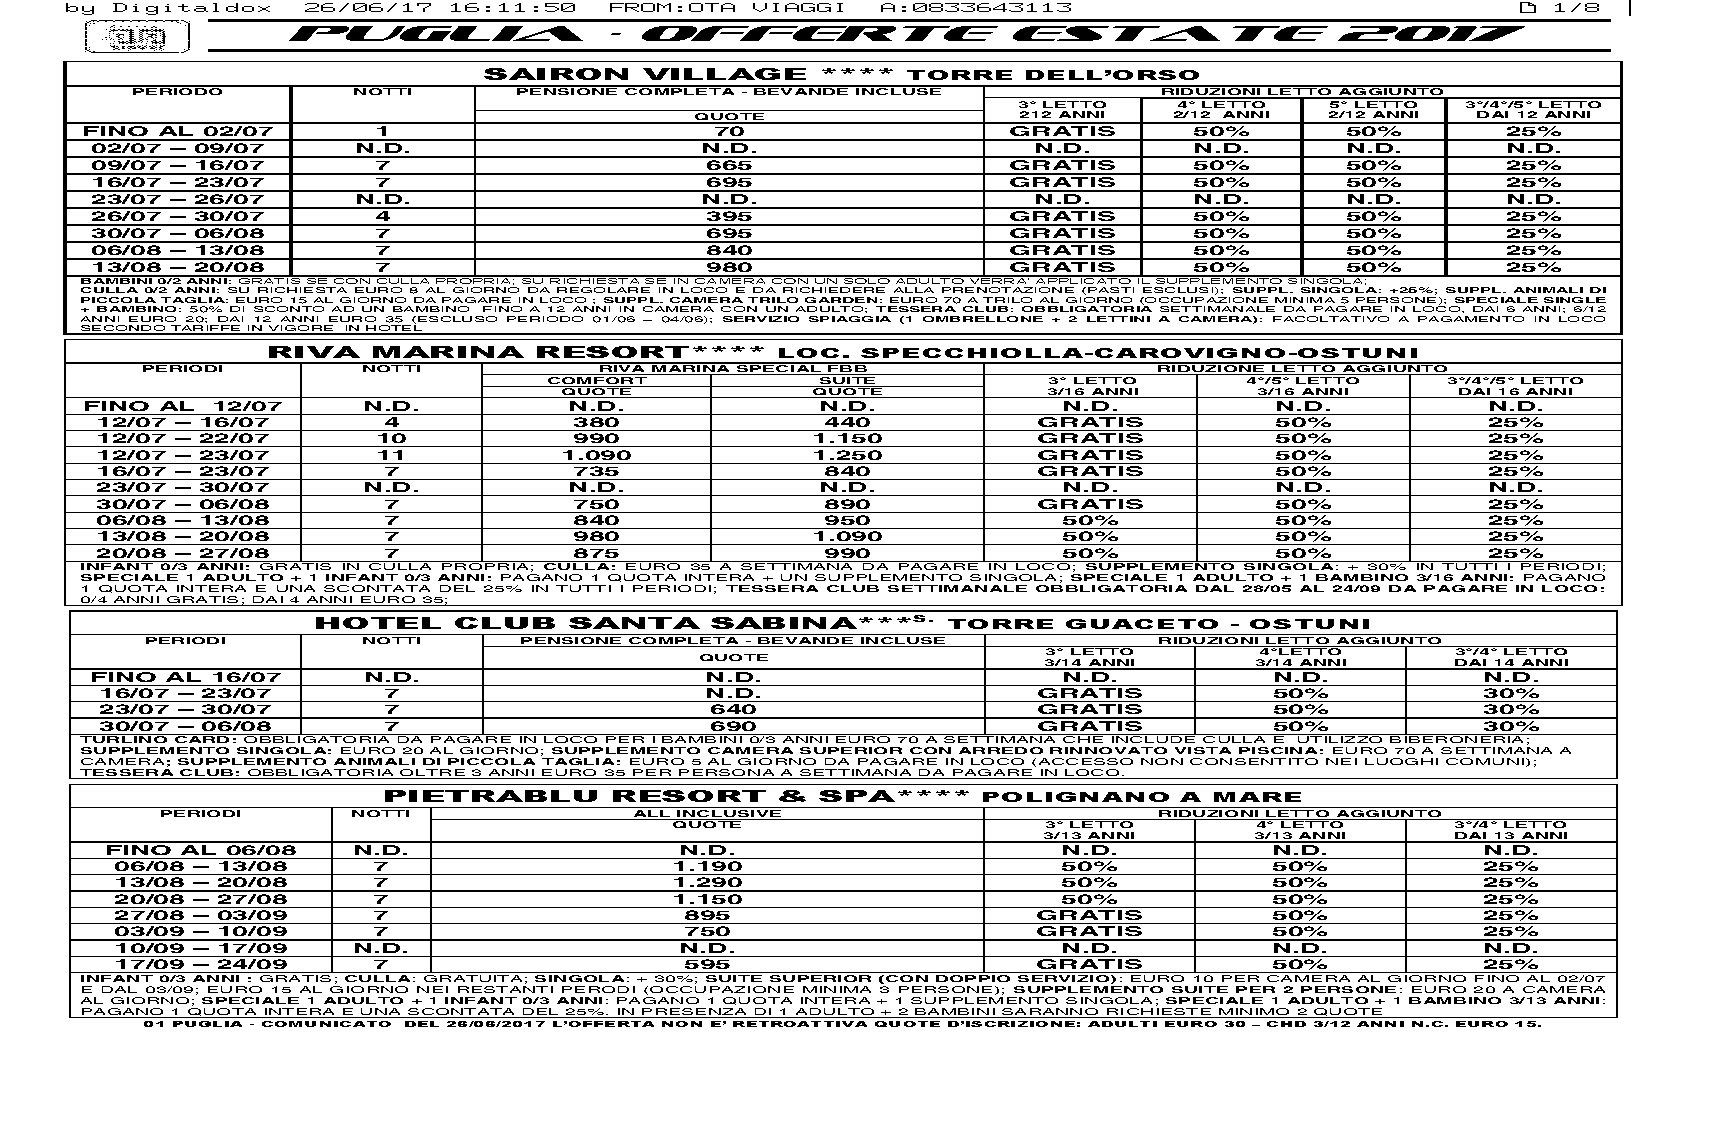 by Digitaldox 26/06/17 16:11:50 FROM:OTA VIAGGI A:0833643113 1/8
PUGLIA - OFFERTE ESTATE 2017
SAIRON VILLAGE **** TORRE DELL'ORSO
PERIODO NOTTI PENSIONE COMPLETA - BEVANDE INCLUSE RIDUZIONI LETTO AGGIUNTO
QUOTE 3° LETTO 212 ANNI 4° LETTO 2/12 ANNI 5° LETTO 2/12 ANNI 3°/4°/5° LETTO DAI 12 ANNI
FINO AL 02/07 1 70 GRATIS 50% 50% 25%
02/07 – 09/07 N.D. N.D. N.D. N.D. N.D. N.D.
09/07 – 16/07 7 665 GRATIS 50% 50% 25%
16/07 – 23/07 7 695 GRATIS 50% 50% 25%
23/07 – 26/07 N.D. N.D. N.D. N.D. N.D. N.D.
26/07 – 30/07 4 395 GRATIS 50% 50% 25%
30/07 – 06/08 7 695 GRATIS 50% 50% 25%
06/08 – 13/08 7 840 GRATIS 50% 50% 25%
13/08 – 20/08 7 980 GRATIS 50% 50% 25%
BAMBINI 0/2 ANNI: GRATIS SE CON CULLA PROPRIA; SU RICHIESTA SE IN CAMERA CON UN SOLO ADULTO VERRA' APPLICATO IL SUPPLEMENTO SINGOLA;
CULLA 0/2 ANNI: SU RICHIESTA EURO 8 AL GIORNO DA REGOLARE IN LOCO E DA RICHIEDERE ALLA PRENOTAZIONE (PASTI ESCLUSI); SUPPL. SINGOLA: +25%; SUPPL. ANIMALI DI
PICCOLA TAGLIA: EURO 15 AL GIORNO DA PAGARE IN LOCO ; SUPPL. CAMERA TRILO GARDEN: EURO 70 A TRILO AL GIORNO (OCCUPAZIONE MINIMA 5 PERSONE); SPECIALE SINGLE
+ BAMBINO: 50% DI SCONTO AD UN BAMBINO FINO A 12 ANNI IN CAMERA CON UN ADULTO; TESSERA CLUB: OBBLIGATORIA SETTIMANALE DA PAGARE IN LOCO, DAI 6 ANNI; 6/12
ANNI EURO 20; DAI 12 ANNI EURO 35 (ESCLUSO PERIODO 01/06 – 04/06); SERVIZIO SPIAGGIA (1 OMBRELLONE + 2 LETTINI A CAMERA): FACOLTATIVO A PAGAMENTO IN LOCO
SECONDO TARIFFE IN VIGORE IN HOTEL
RIVA MARINA RESORT**** LOC. SPECCHIOLLA-CAROVIGNO-OSTUNI
PERIODI NOTTI RIVA MARINA SPECIAL FBB RIDUZIONE LETTO AGGIUNTO
COMFORT SUITE 3° LETTO 4°/5° LETTO 3°/4°/5° LETTO
QUOTE QUOTE 3/16 ANNI 3/16 ANNI DAI 16 ANNI
FINO AL 12/07 N.D. N.D. N.D. N.D. N.D. N.D.
12/07 – 16/07 4 380 440 GRATIS 50% 25%
12/07 – 22/07 10 990 1.150 GRATIS 50% 25%
12/07 – 23/07 11 1.090 1.250 GRATIS 50% 25%
16/07 – 23/07 7 735 840 GRATIS 50% 25%
23/07 – 30/07 N.D. N.D. N.D. N.D. N.D. N.D.
30/07 – 06/08 7 750 890 GRATIS 50% 25%
06/08 – 13/08 7 840 950 50% 50% 25%
13/08 – 20/08 7 980 1.090 50% 50% 25%
20/08 – 27/08 7 875 990 50% 50% 25%
INFANT 0/3 ANNI: GRATIS IN CULLA PROPRIA; CULLA: EURO 35 A SETTIMANA DA PAGARE IN LOCO; SUPPLEMENTO SINGOLA: + 30% IN TUTTI I PERIODI;
SPECIALE 1 ADULTO + 1 INFANT 0/3 ANNI: PAGANO 1 QUOTA INTERA + UN SUPPLEMENTO SINGOLA; SPECIALE 1 ADULTO + 1 BAMBINO 3/16 ANNI: PAGANO
1 QUOTA INTERA E UNA SCONTATA DEL 25% IN TUTTI I PERIODI; TESSERA CLUB SETTIMANALE OBBLIGATORIA DAL 28/05 AL 24/09 DA PAGARE IN LOCO:
0/4 ANNI GRATIS; DAI 4 ANNI EURO 35;
HOTEL CLUB SANTA SABINA***S. TORRE GUACETO - OSTUNI
PERIODI NOTTI PENSIONE COMPLETA - BEVANDE INCLUSE RIDUZIONI LETTO AGGIUNTO
QUOTE 3° LETTO 3/14 ANNI 4°LETTO 3/14 ANNI 3°/4° LETTO DAI 14 ANNI
FINO AL 16/07 N.D. N.D. N.D. N.D. N.D.
16/07 – 23/07 7 N.D. GRATIS 50% 30%
23/07 – 30/07 7 640 GRATIS 50% 30%
30/07 – 06/08 7 690 GRATIS 50% 30%
TURLINO CARD: OBBLIGATORIA DA PAGARE IN LOCO PER I BAMBINI 0/3 ANNI EURO 70 A SETTIMANA CHE INCLUDE CULLA E UTILIZZO BIBERONERIA;
SUPPLEMENTO SINGOLA: EURO 20 AL GIORNO; SUPPLEMENTO CAMERA SUPERIOR CON ARREDO RINNOVATO VISTA PISCINA: EURO 70 A SETTIMANA A
CAMERA; SUPPLEMENTO ANIMALI DI PICCOLA TAGLIA: EURO 5 AL GIORNO DA PAGARE IN LOCO (ACCESSO NON CONSENTITO NEI LUOGHI COMUNI);
TESSERA CLUB: OBBLIGATORIA OLTRE 3 ANNI EURO 35 PER PERSONA A SETTIMANA DA PAGARE IN LOCO.
PIETRABLU RESORT & SPA**** POLIGNANO A MARE
PERIODI NOTTI ALL INCLUSIVE RIDUZIONI LETTO AGGIUNTO
QUOTE 3° LETTO 3/13 ANNI 4° LETTO 3/13 ANNI 3°/4° LETTO DAI 13 ANNI
FINO AL 06/08 N.D. N.D. N.D. N.D. N.D.
06/08 – 13/08 7 1.190 50% 50% 25%
13/08 – 20/08 7 1.290 50% 50% 25%
20/08 – 27/08 7 1.150 50% 50% 25%
27/08 – 03/09 7 895 GRATIS 50% 25%
03/09 – 10/09 7 750 GRATIS 50% 25%
10/09 – 17/09 N.D. N.D. N.D. N.D. N.D.
17/09 – 24/09 7 595 GRATIS 50% 25%
INFANT 0/3 ANNI : GRATIS; CULLA: GRATUITA; SINGOLA: + 30%; SUITE SUPERIOR (CON DOPPIO SERVIZIO): EURO 10 PER CAMERA AL GIORNO FINO AL 02/07
E DAL 03/09; EURO 15 AL GIORNO NEI RESTANTI PERODI (OCCUPAZIONE MINIMA 3 PERSONE); SUPPLEMENTO SUITE PER 2 PERSONE: EURO 20 A CAMERA
AL GIORNO; SPECIALE 1 ADULTO + 1 INFANT 0/3 ANNI: PAGANO 1 QUOTA INTERA + 1 SUPPLEMENTO SINGOLA; SPECIALE 1 ADULTO + 1 BAMBINO 3/13 ANNI:
PAGANO 1 QUOTA INTERA E UNA SCONTATA DEL 25%. IN PRESENZA DI 1 ADULTO + 2 BAMBINI SARANNO RICHIESTE MINIMO 2 QUOTE
01 PUGLIA - COMUNICATO DEL 26/06/2017 L'OFFERTA NON E' RETROATTIVA QUOTE D'ISCRIZIONE: ADULTI EURO 30 – CHD 3/12 ANNI N.C. EURO 15.